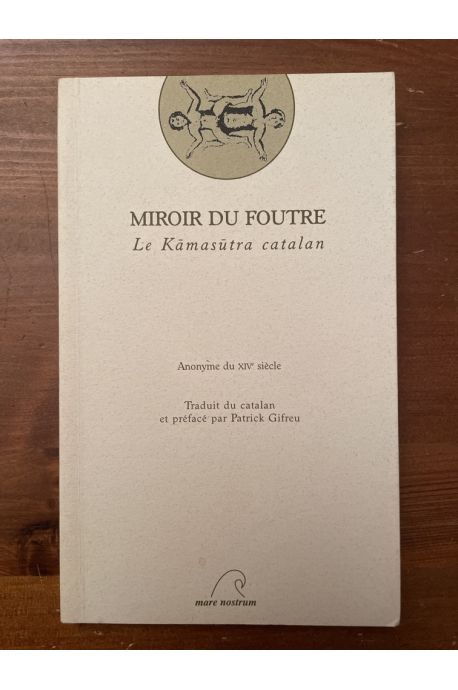 MIROIR DU FOUTRE
Le Kāmasūtra catalan
Anonyme du XIVᵉ siècle
Traduit du catalan
et préfacé par Patrick Gifreu
mare nostrum